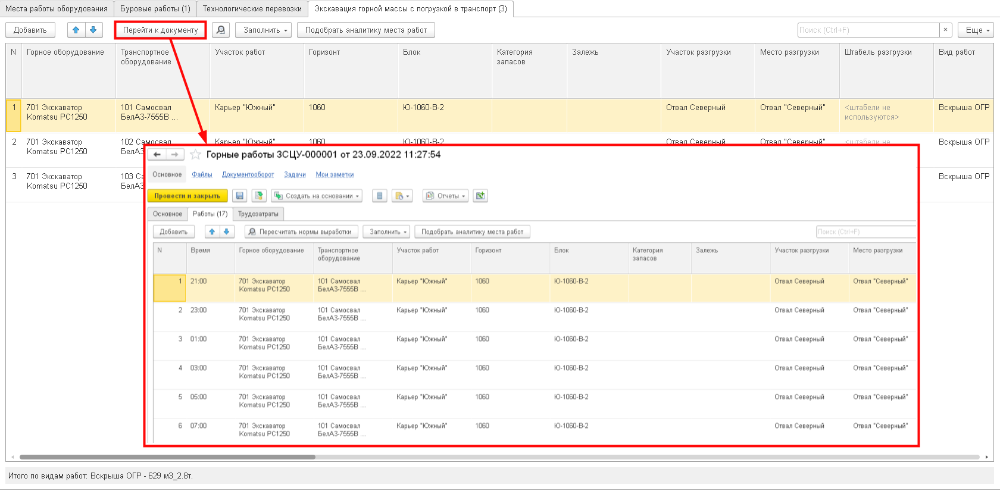 Места работы оборудования
Буровые работы (1)
Технологические перевозки
Экскавация горной массы с погрузкой в транспорт (3)
Добавить
Перейти к документу
Заполнить
Подобрать аналитику места работ
Поиск (Ctrl+F)
×
Еще
N
Горное оборудование
Транспортное
оборудование
Участок работ
Горизонт
Блок
Категория
запасов
Залежь
Участок разгрузки
Место разгрузки
Штабель разгрузки
Вид работ
1
701 Экскаватор
Komatsu PC1250
101 Самосвал
БелАЗ-7555В ...
Карьер "Южный"
1060
Ю-1060-В-2
Отвал Северный
Отвал "Северный"
<штабели не
используются>
Вскрыша ОГР
2
701 Экскаватор
Komatsu PC1250
102 Самосвал
БелАЗ
Карьер "Южный"
1060
Ю-1060-В-2
Отвал Северный
Отвал "Северный"
<штабели не
Вскрыша ОГР
3
701 Экскаватор
Komatsu PC1250
103 Са
БелАЗ
Вскрыша ОГР
Горные работы ЗСЦУ-000001 от 23.09.2022 11:27:54
Основное
Файлы
Документооборот
Задачи
Мои заметки
Провести и закрыть
Создать на основании
Отчеты
Основное
Работы (17)
Трудозатраты
Добавить
Пересчитать нормы выработки
Заполнить
Подобрать аналитику места работ
Поиск (Ctrl+F)
N
Время
Горное оборудование
Транспортное
оборудование
Участок работ
Горизонт
Блок
Категория
запасов
Залежь
Участок разгрузки
Место разгрузки
1
21:00
701 Экскаватор
Komatsu PC1250
101 Самосвал
БелАЗ-7555В ...
Карьер "Южный"
1060
Ю-1060-В-2
Отвал Северный
Отвал "Северный"
2
23:00
701 Экскаватор
Komatsu PC1250
101 Самосвал
БелАЗ-7555В ...
Карьер "Южный"
1060
Ю-1060-В-2
Отвал Северный
Отвал "Северный"
3
01:00
701 Экскаватор
Komatsu PC1250
101 Самосвал
БелАЗ-7555В ...
Карьер "Южный"
1060
Ю-1060-В-2
Отвал Северный
Отвал "Северный"
4
03:00
701 Экскаватор
Komatsu PC1250
101 Самосвал
БелАЗ-7555В ...
Карьер "Южный"
1060
Ю-1060-В-2
Отвал Северный
Отвал "Северный"
5
05:00
701 Экскаватор
Komatsu PC1250
101 Самосвал
БелАЗ-7555В ...
Карьер "Южный"
1060
Ю-1060-В-2
Отвал Северный
Отвал "Северный"
6
07:00
701 Экскаватор
Komatsu PC1250
101 Самосвал
БелАЗ-7555В ...
Карьер "Южный"
1060
Ю-1060-В-2
Отвал Северный
Отвал "Северный"
Итого по видам работ: Вскрыша ОГР - 629 м3_2.8т.